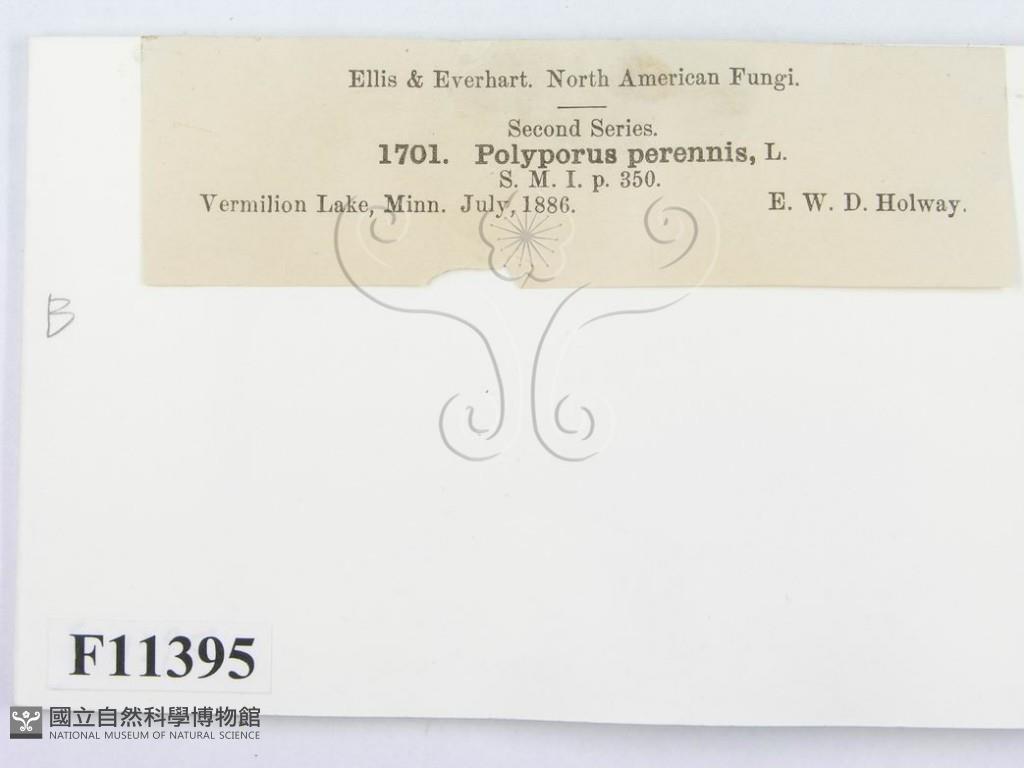 Ellis & Everhart. North American Fungi.
Second Series.
1701. Polyporus perennis, L.
S. M. I. p. 350.
Vermilion Lake, Minn. July, 1886. E. W. D. Holway.
B
F11395
國立自然科學博物館
NATIONAL MUSEUM OF NATURAL SCIENCE